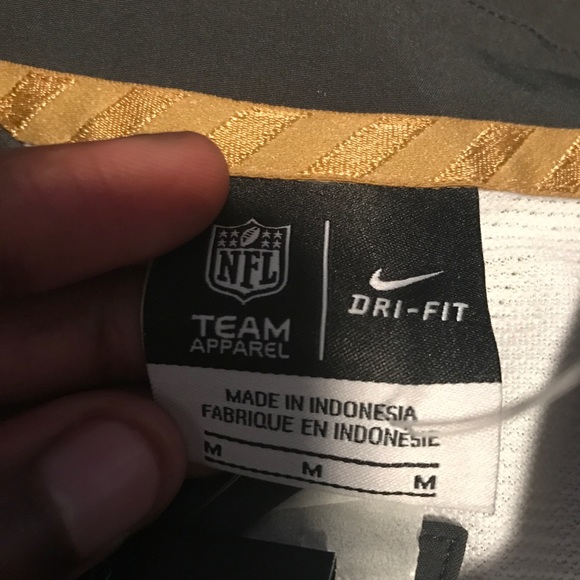 NFL
TEAM
APPAREL
DRI-FIT
MADE IN INDONESIA
FABRIQUE EN INDONESIE
M M M